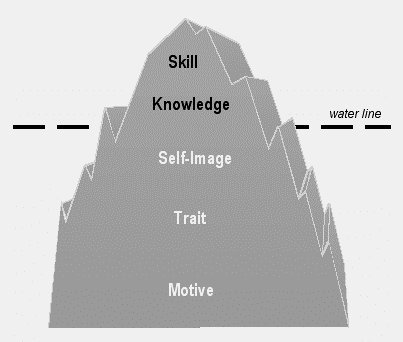 Skill
Knowledge
water line
Self-Image
Trait
Motive